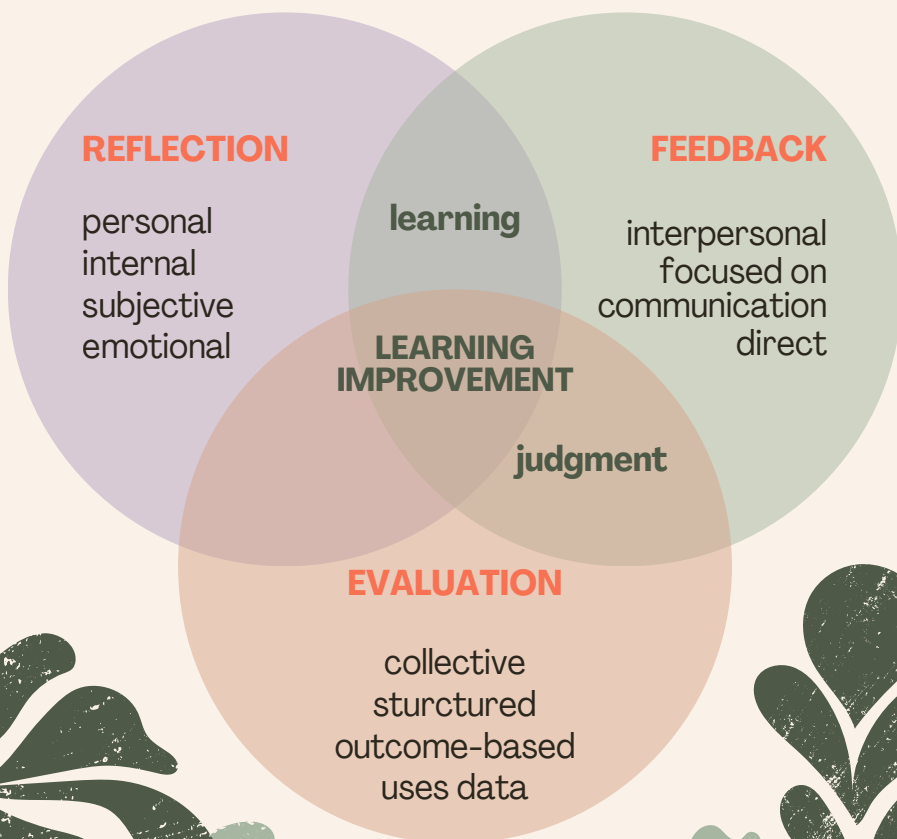 REFLECTION
personal
internal
subjective
emotional
learning
FEEDBACK
interpersonal
focused on
communication
direct
LEARNING
IMPROVEMENT
judgment
EVALUATION
collective
sturctured
outcome-based
uses data